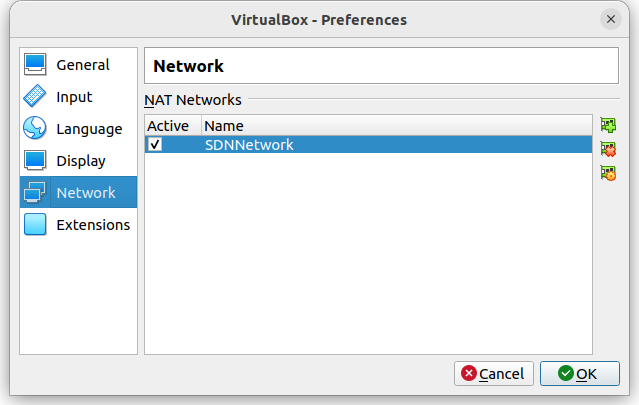 VirtualBox - Preferences
General
Input
Language
Display
Network
Extensions
Network
NAT Networks
Active Name
SDNNetwork
Cancel OK